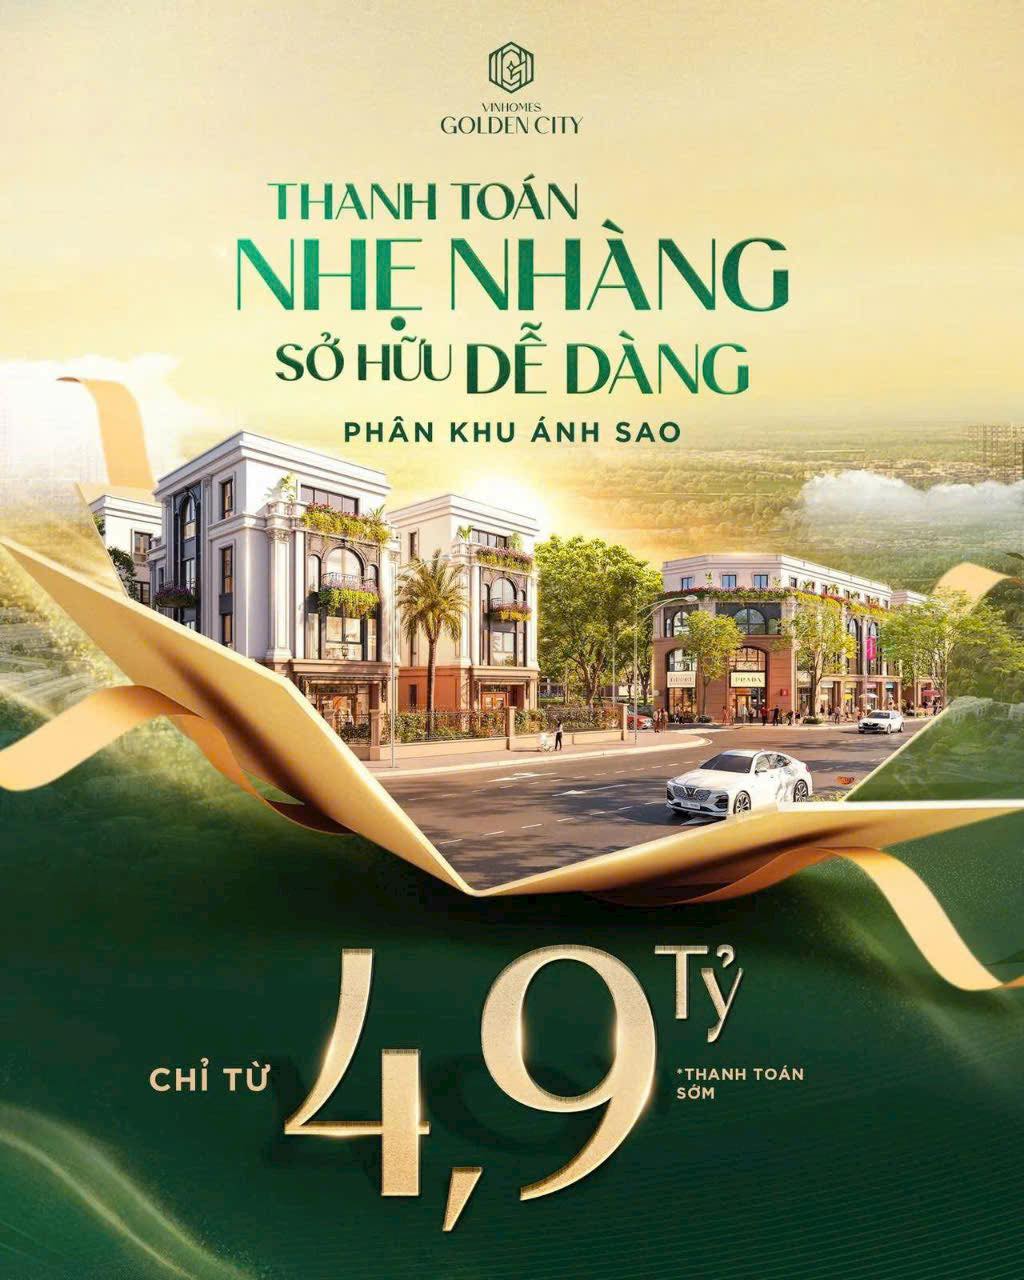 VINHOMES
GOLDEN CITY
THANH TOÁN
NHẸ NHÀNG
SỞ HỮU DỄ DÀNG
PHÂN KHU ÁNH SAO
PRADA
CHỈ TỪ 4,9 Tỷ
*THANH TOÁN
SỚM